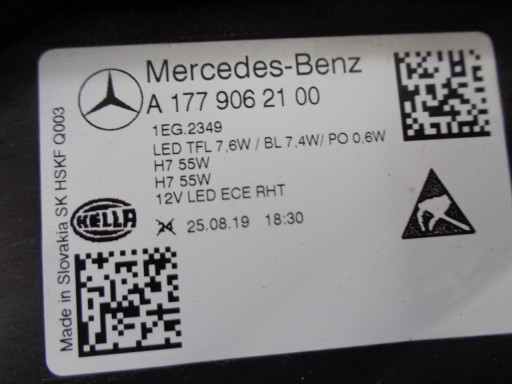 Mercedes-Benz
A 177 906 21 00
1EG.2349
LED TFL 7,6W / BL 7,4W/ PO 0,6W
H7 55W
H7 55W
12V LED ECE RHT
25.08.19 18:30
HELLA
Made in Slovakia SK HSKF Q003